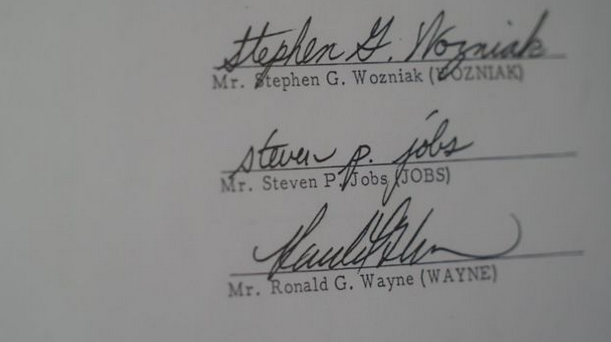 Stephen G. Wozniak
Mr. Stephen G. Wozniak (WOZNIAK)
steven p. jobs
Mr. Steven P. Jobs (JOBS)
Mr. Ronald G. Wayne (WAYNE)